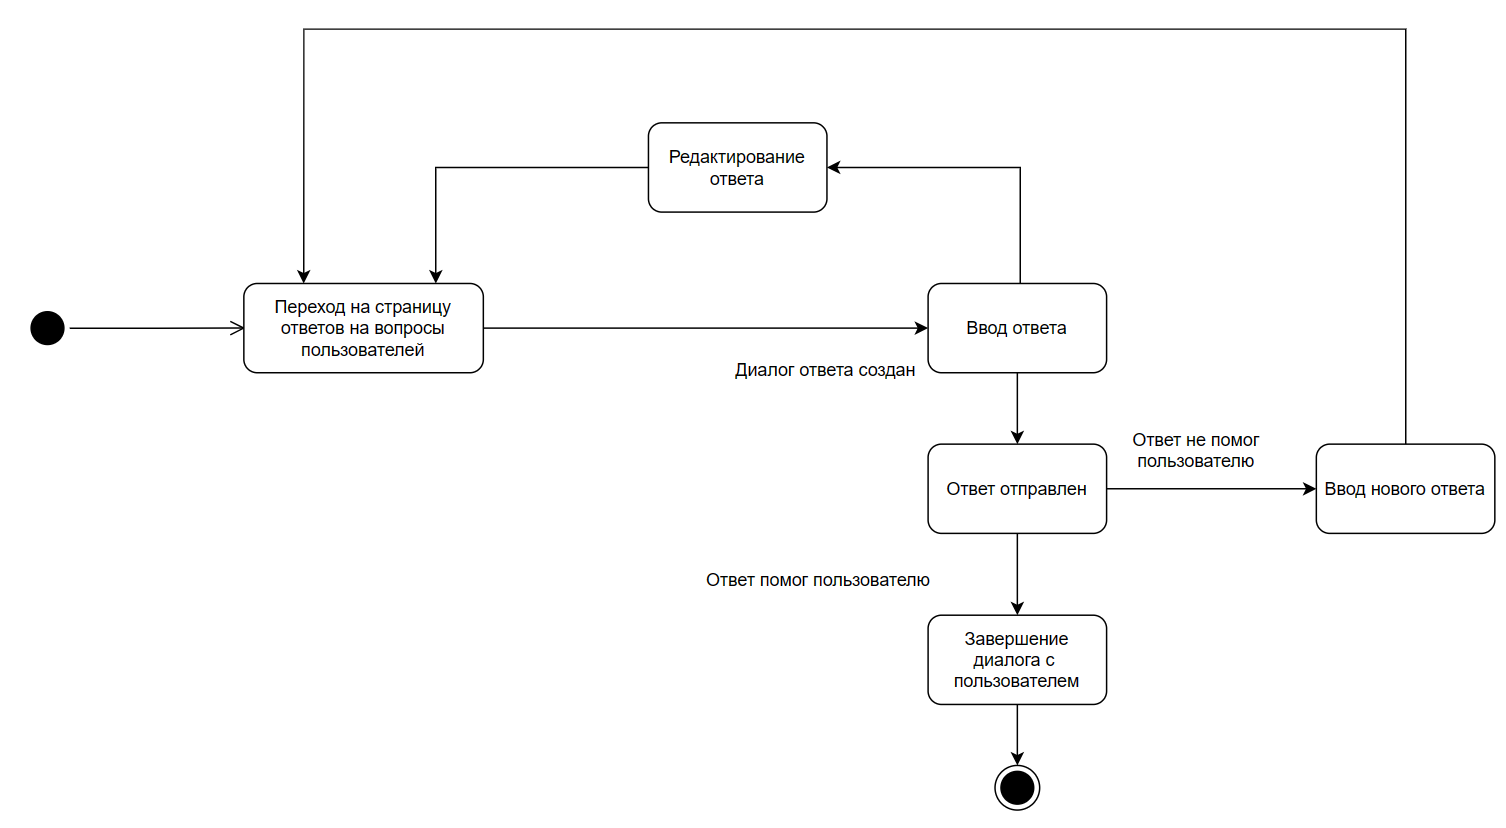 Редактирование
ответа
Переход на страницу
ответов на вопросы
пользователей
Ввод ответа
Диалог ответа создан
Ответ не помог
пользователю
Ответ отправлен
Ввод нового ответа
Ответ помог пользователю
Завершение
диалога с
пользователем